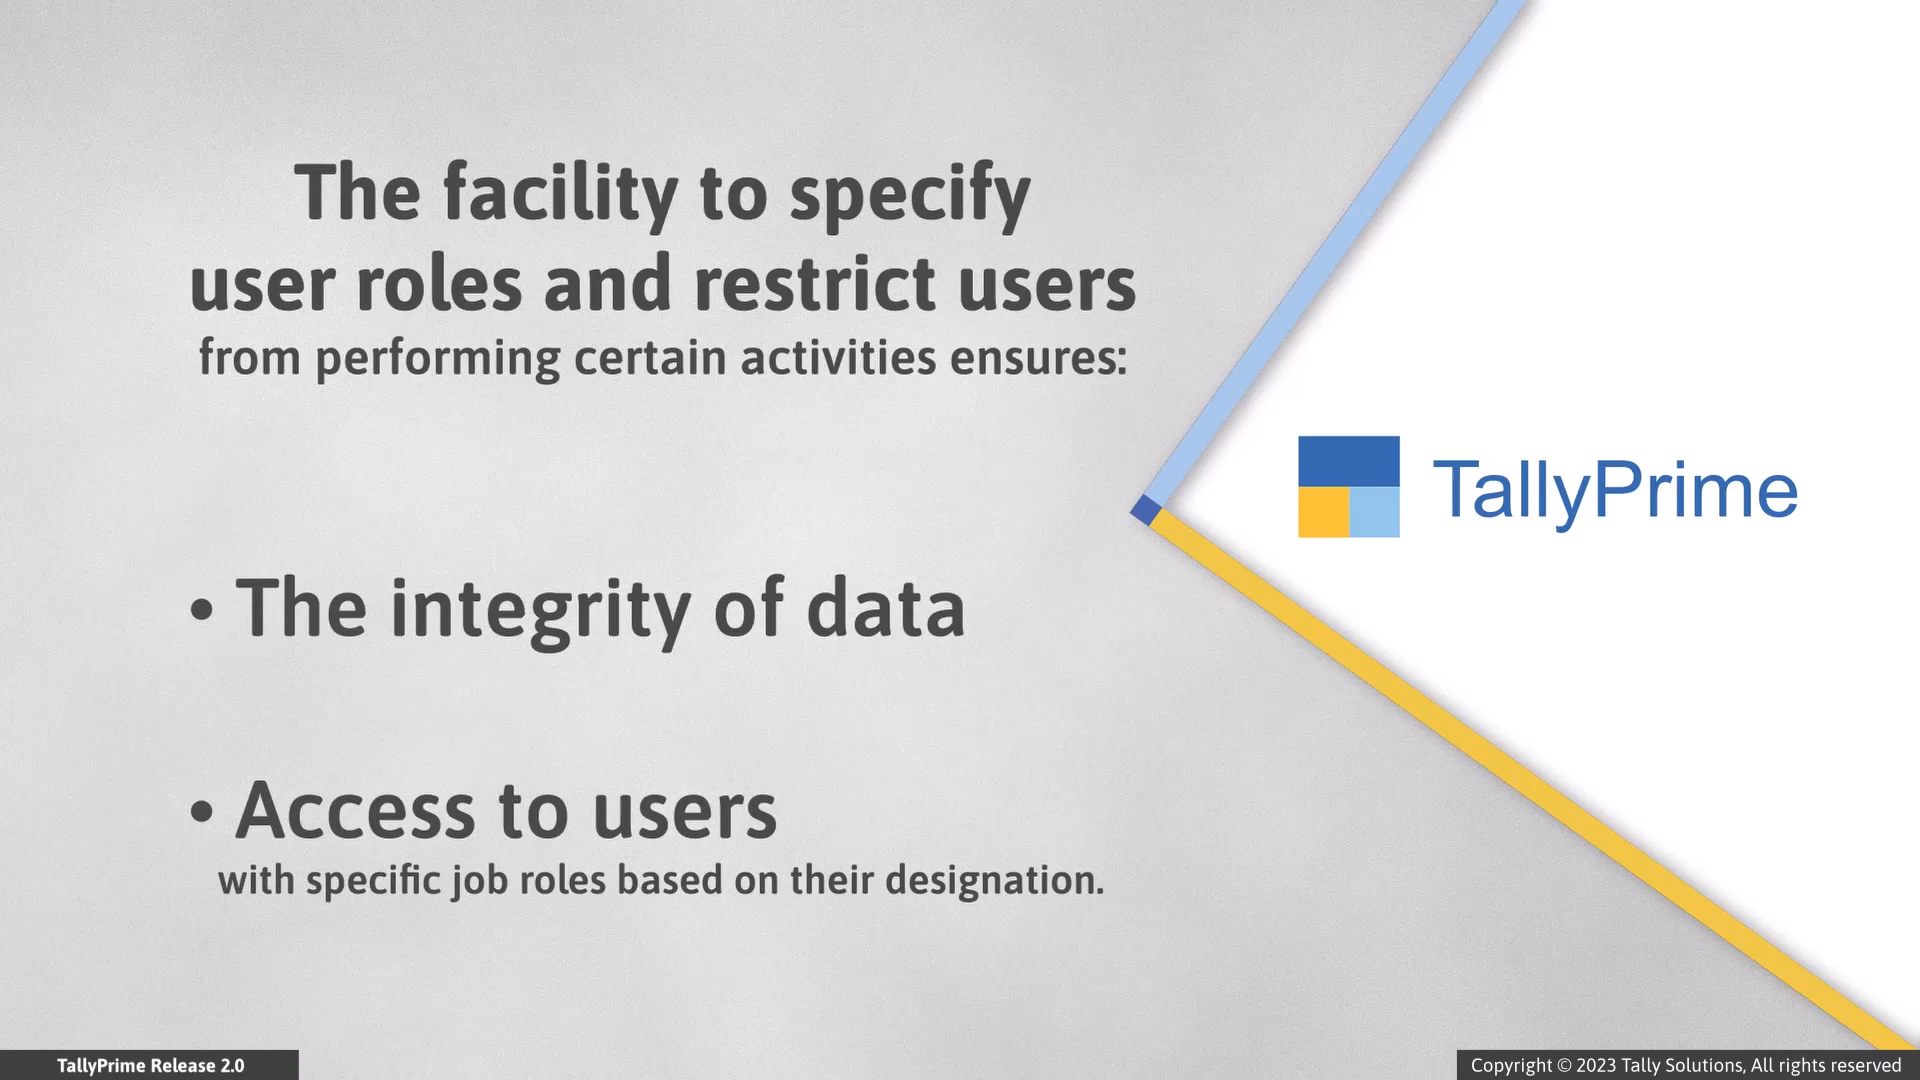 The facility to specify
user roles and restrict users
from performing certain activities ensures:
TallyPrime
• The integrity of data
• Access to users
with specific job roles based on their designation.
TallyPrime Release 2.0
Copyright © 2023 Tally Solutions, All rights reserved